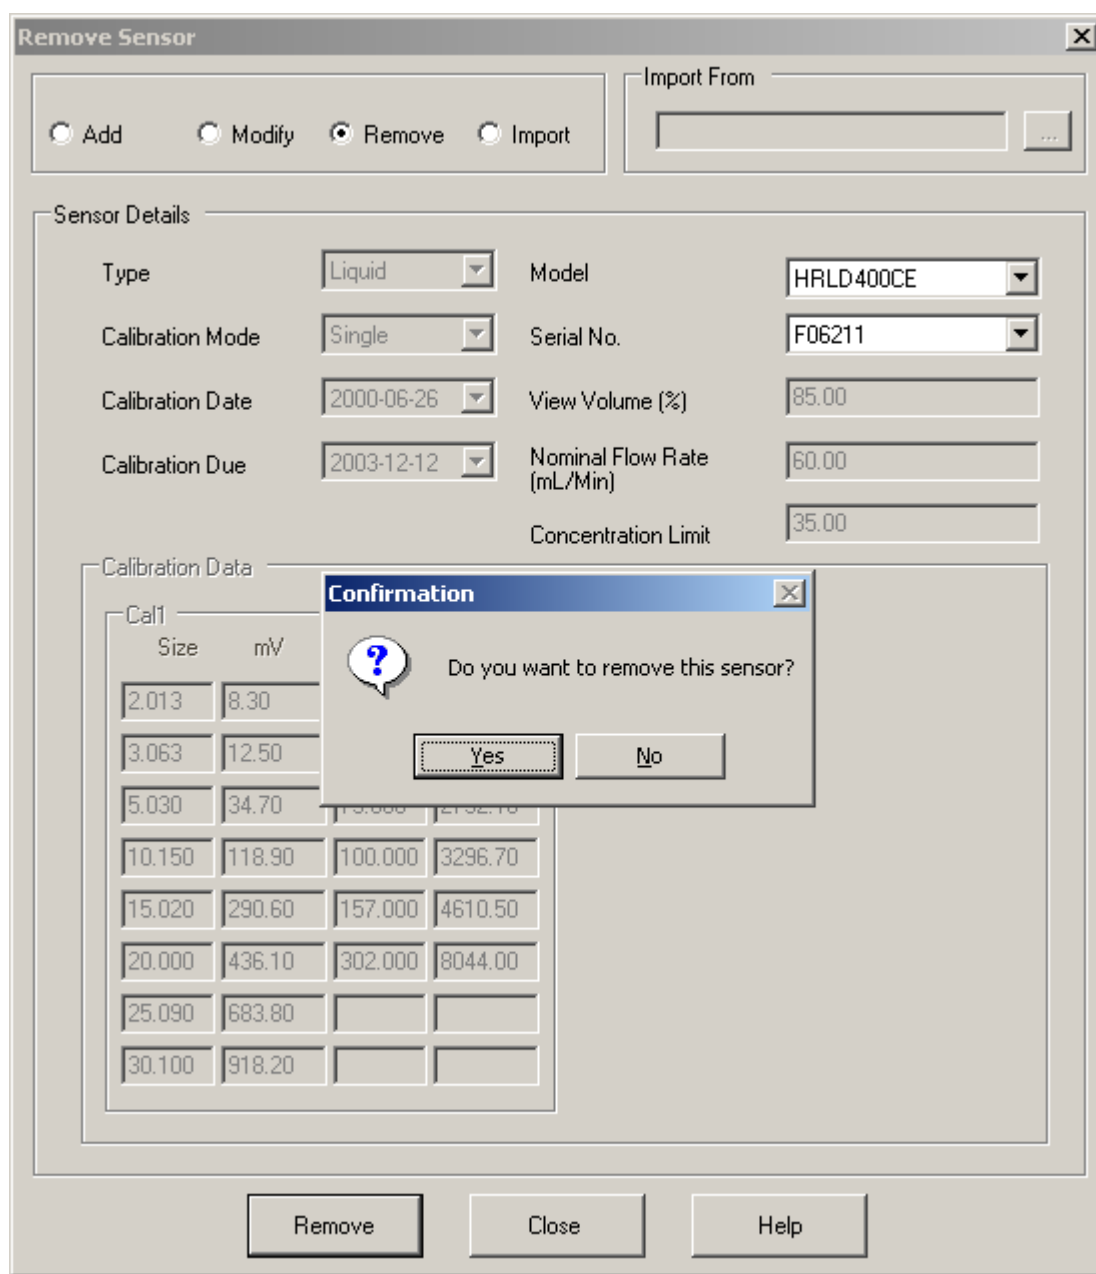 Remove Sensor
Import From
Add Modify Remove Import
...
Sensor Details
Type Liquid Model HRLD400CE
Calibration Mode Single Serial No. F06211
Calibration Date 2000-06-26 View Volume (%) 85.00
Calibration Due 2003-12-12 Nominal Flow Rate 60.00
(mL/Min)
Concentration Limit 35.00
Calibration Data
Confirmation
Cal1
Size mV
?
Do you want to remove this sensor?
2.013 8.30
3.063 12.50
Yes No
5.030 34.70
10.150 118.90 100.000 3296.70
15.020 290.60 157.000 4610.50
20.000 436.10 302.000 8044.00
25.090 683.80
30.100 918.20
Remove Close Help